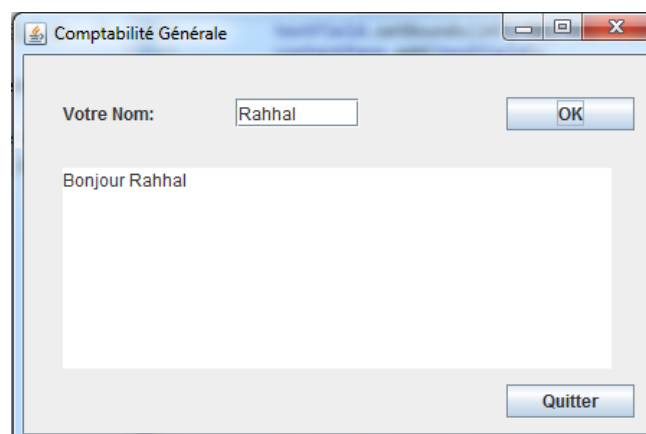 Comptabilité Générale
Votre Nom: Rahhal OK
Bonjour Rahhal
Quitter